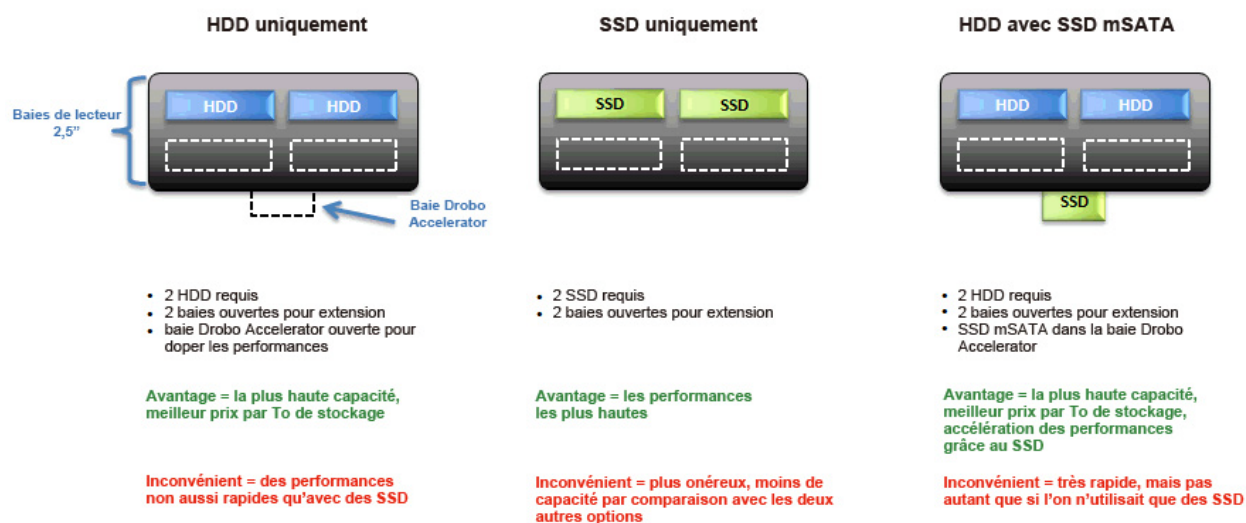 HDD uniquement
SSD uniquement
HDD avec SSD mSATA
Baies de lecteur
2,5”
HDD
HDD
Baie Drobo
Accelerator
SSD
SSD
HDD
HDD
SSD
• 2 HDD requis
• 2 baies ouvertes pour extension
• baie Drobo Accelerator ouverte pour
doper les performances
Avantage = la plus haute capacité,
meilleur prix par To de stockage
Inconvénient = des performances
non aussi rapides qu’avec des SSD
• 2 SSD requis
• 2 baies ouvertes pour extension
Avantage = les performances
les plus hautes
Inconvénient = plus onéreux, moins de
capacité par comparaison avec les deux
autres options
• 2 HDD requis
• 2 baies ouvertes pour extension
• SSD mSATA dans la baie Drobo
Accelerator
Avantage = la plus haute capacité,
meilleur prix par To de stockage,
accélération des performances
grâce au SSD
Inconvénient = très rapide, mais pas
autant que si l’on n’utilisait que des SSD